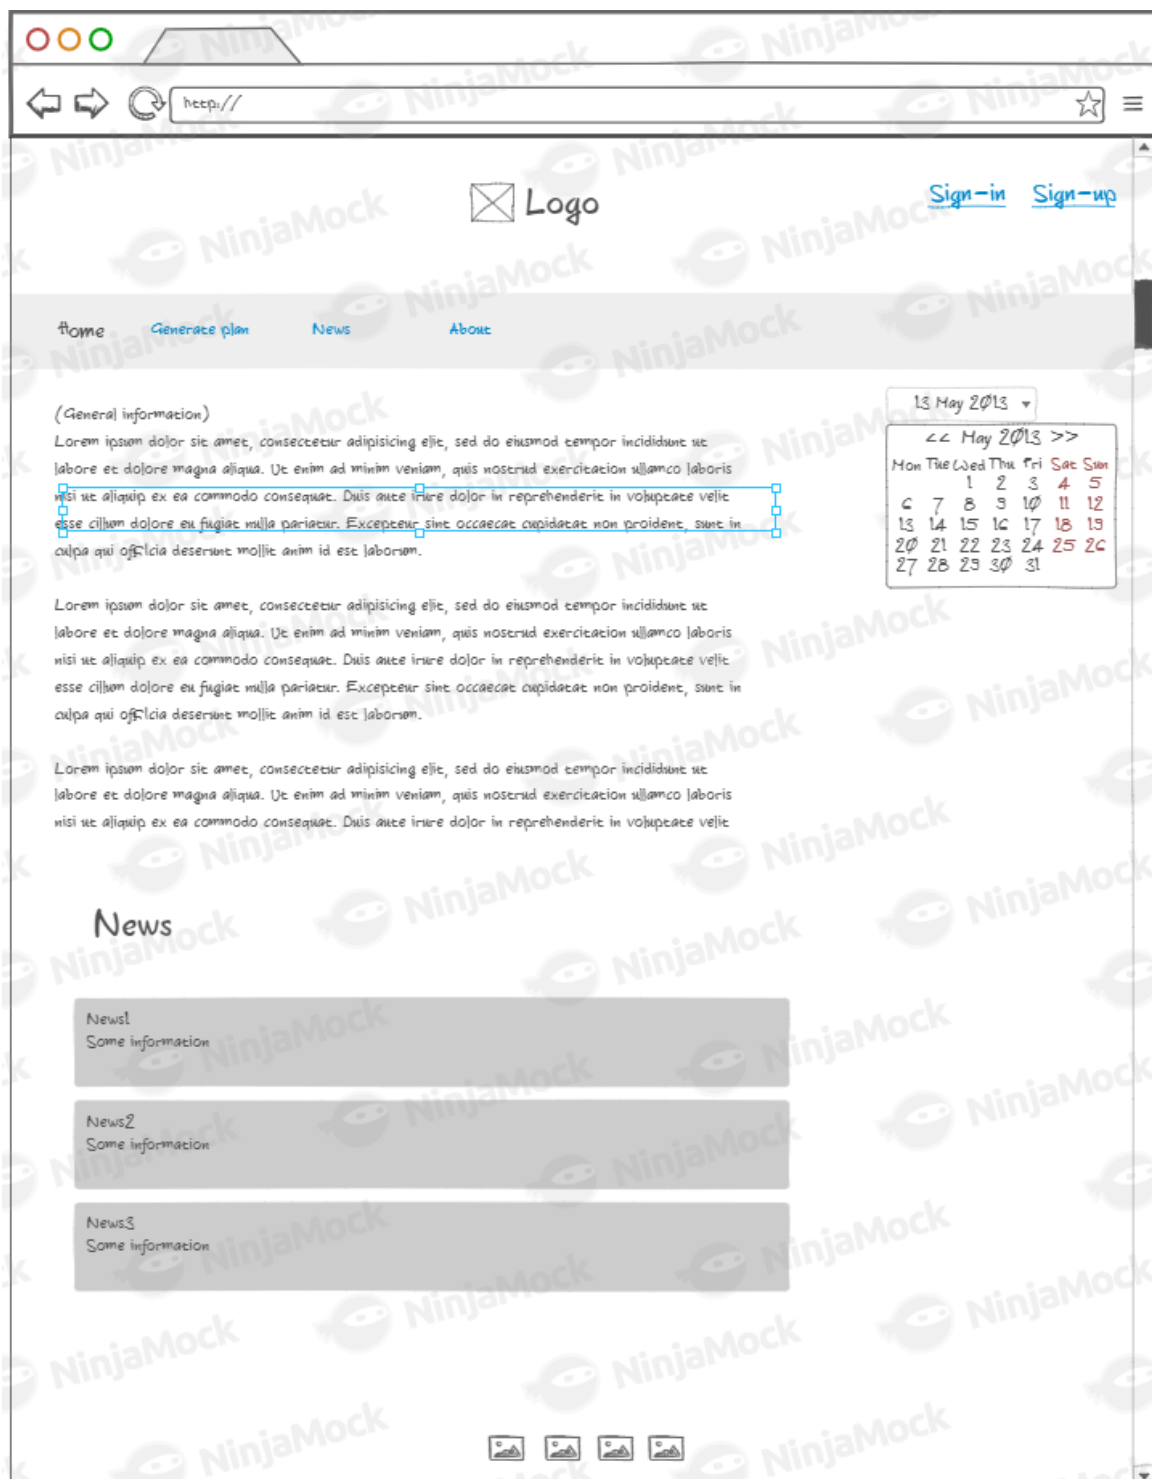 http://
Logo
Sign-in Sign-up
Home Generate plan News About
(General information)
Lorem ipsum dolor sit amet, consectetur adipisicing elit, sed do eiusmod tempor incididunt ut
labore et dolore magna aliqua. Ut enim ad minim veniam, quis nostrud exercitation ullamco laboris
nisi ut aliquip ex ea commodo consequat. Duis aute irure dolor in reprehenderit in voluptate velit
esse cillum dolore eu fugiat nulla pariatur. Excepteur sint occaecat cupidatat non proident, sunt in
culpa qui officia deserunt mollit anim id est laborum.
Lorem ipsum dolor sit amet, consectetur adipisicing elit, sed do eiusmod tempor incididunt ut
labore et dolore magna aliqua. Ut enim ad minim veniam, quis nostrud exercitation ullamco laboris
nisi ut aliquip ex ea commodo consequat. Duis aute irure dolor in reprehenderit in voluptate velit
esse cillum dolore eu fugiat nulla pariatur. Excepteur sint occaecat cupidatat non proident, sunt in
culpa qui officia deserunt mollit anim id est laborum.
Lorem ipsum dolor sit amet, consectetur adipisicing elit, sed do eiusmod tempor incididunt ut
labore et dolore magna aliqua. Ut enim ad minim veniam, quis nostrud exercitation ullamco laboris
nisi ut aliquip ex ea commodo consequat. Duis aute irure dolor in reprehenderit in voluptate velit
13 May 2013
<< May 2013 >>
Mon Tue Wed Thu Fri Sat Sun
1 2 3 4 5
6 7 8 9 10 11 12
13 14 15 16 17 18 19
20 21 22 23 24 25 26
27 28 29 30 31
News
News1
Some information
News2
Some information
News3
Some information
NinjaMock